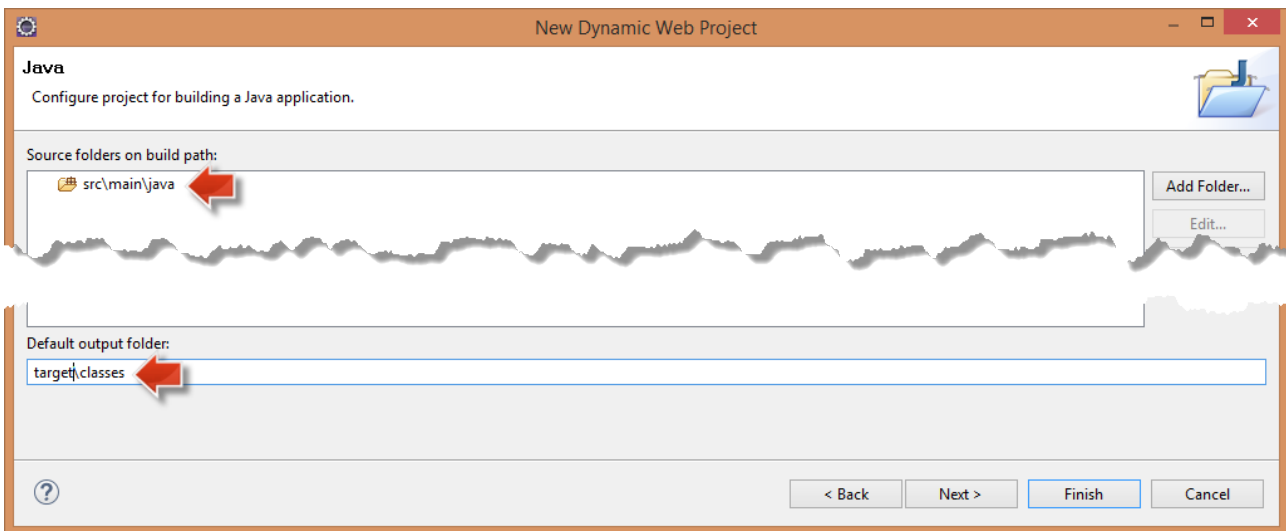 New Dynamic Web Project
Java
Configure project for building a Java application.
Source folders on build path:
src\main\java
Add Folder...
Edit...
Default output folder:
target\classes
< Back
Next >
Finish
Cancel